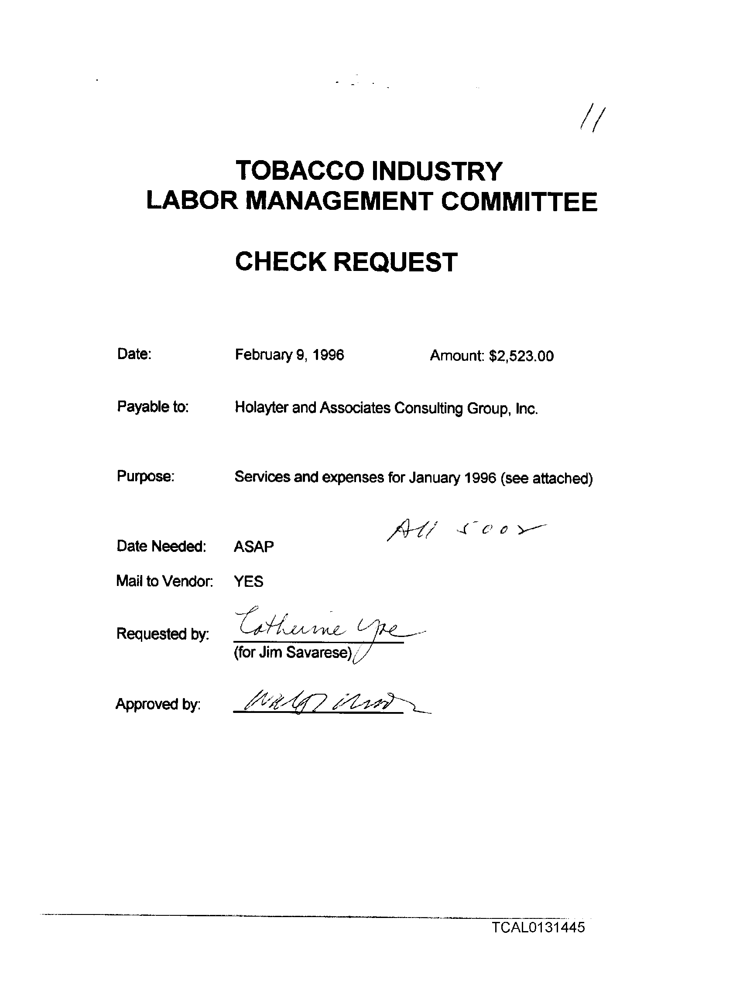 11
TOBACCO INDUSTRY
LABOR MANAGEMENT COMMITTEE
CHECK REQUEST
Date: February 9, 1996 Amount: $2,523.00
Payable to: Holayter and Associates Consulting Group, Inc.
Purpose: Services and expenses for January 1996 (see attached)
All 5002
Date Needed: ASAP
Mail to Vendor: YES
Requested by: Catherine Yoe
(for Jim Savarese)
Approved by:
TCAL0131445